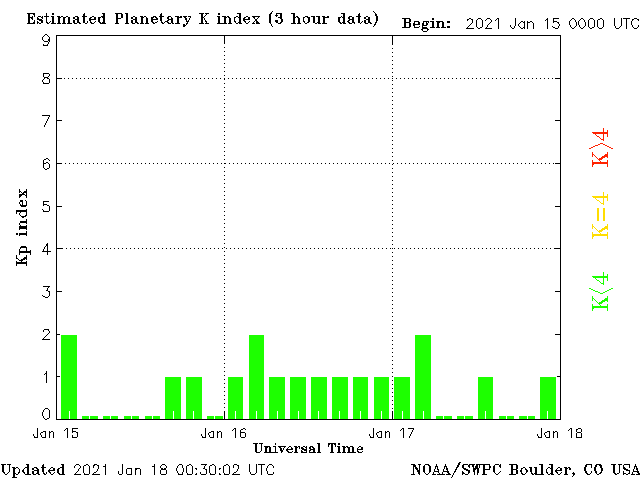 Estimated Planetary K index (3 hour data)
Begin: 2021 Jan 15 0000 UTC
9
8
7
6
5
4
3
2
1
0
Kp index
K>4
K=4
K<4
Jan 15 Jan 16 Jan 17 Jan 18
Universal Time
Updated 2021 Jan 18 00:30:02 UTC
NOAA/SWPC Boulder, CO USA